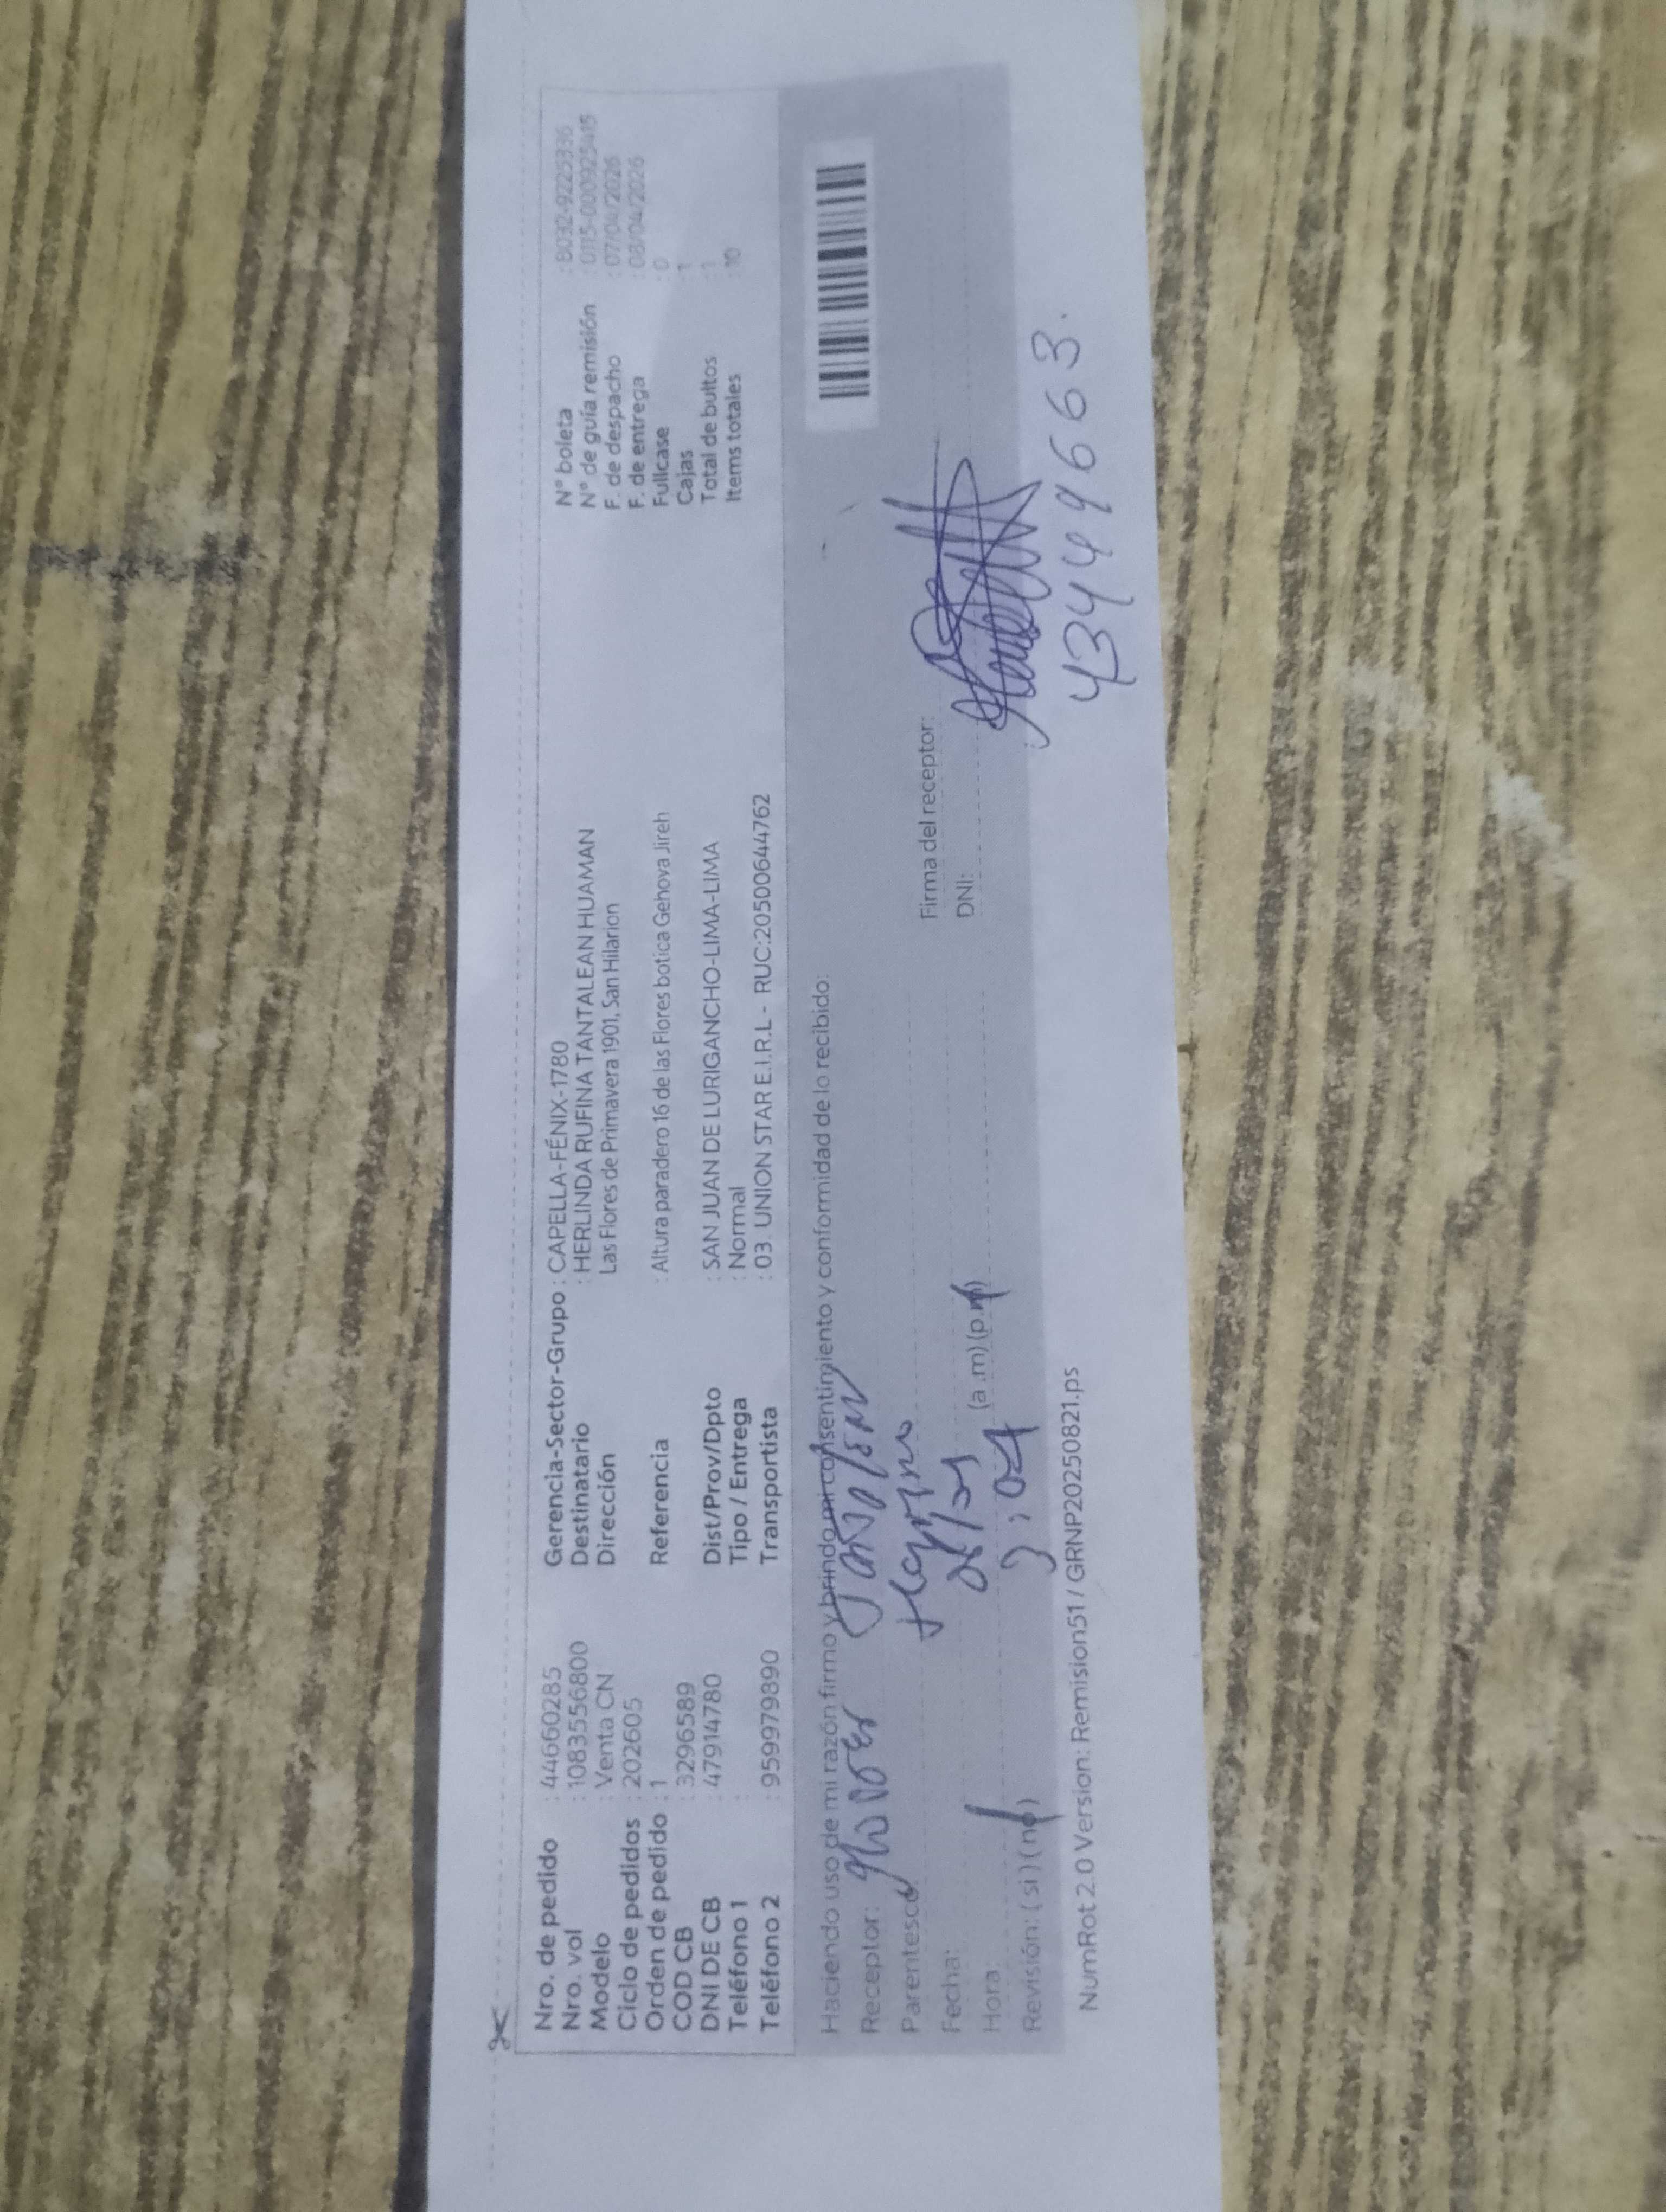 Nro. de pedido : 44660285
Nro. vol : 1083556800
Modelo : Venta CN
Ciclo de pedidos : 202605
Orden de pedido : 1
COD CB : 3296589
DNI DE CB : 47914780
Teléfono 1 :
Teléfono 2 : 959979890
Gerencia-Sector-Grupo : CAPELLA-FÉNIX-1780
Destinatario : HERLINDA RUFINA TANTALEAN HUAMAN
Dirección Las Flores de Primavera 1901, San Hilarion
Referencia : Altura paradero 16 de las Flores botica Gehova Jireh
Dist/Prov/Dpto : SAN JUAN DE LURIGANCHO-LIMA-LIMA
Tipo / Entrega : Normal
Transportista : 03. UNION STAR E.I.R.L - RUC:20500644762
N° boleta : B032-9225336
N° de guía remisión : 0115-0000925415
F. de despacho : 07/04/2026
F. de entrega : 08/04/2026
Fullcase : 0
Cajas : 1
Total de bultos : 1
Items totales : 10
Haciendo uso de mi razón firmo y brindo mi consentimiento y conformidad de lo recibido:
Receptor:
Parentesco
Fecha:
Hora: (a.m) (p.m)
Revisión: ( si ) ( no )
Firma del receptor:
DNI:
43449663.
NumRot 2.0 Version: Remision51 / GRNP20250821.ps